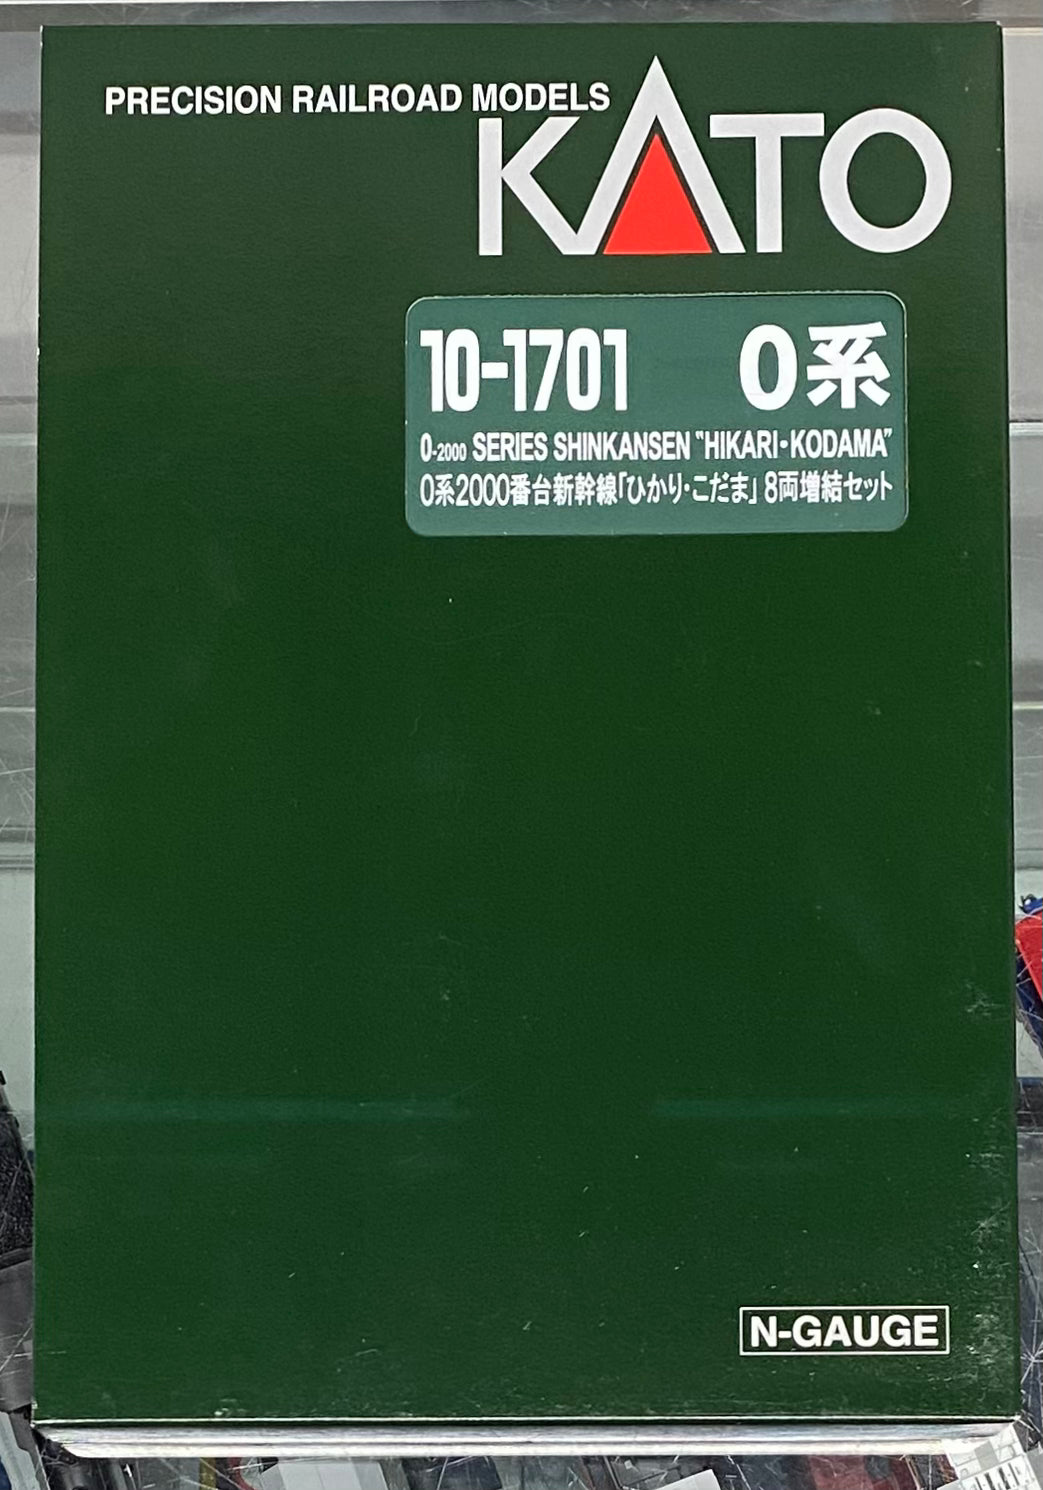 PRECISION RAILROAD MODELS
KATO
10-1701 0系
0-2000 SERIES SHINKANSEN "HIKARI・KODAMA"
0系2000番台新幹線「ひかり・こだま」8両増結セット
N-GAUGE